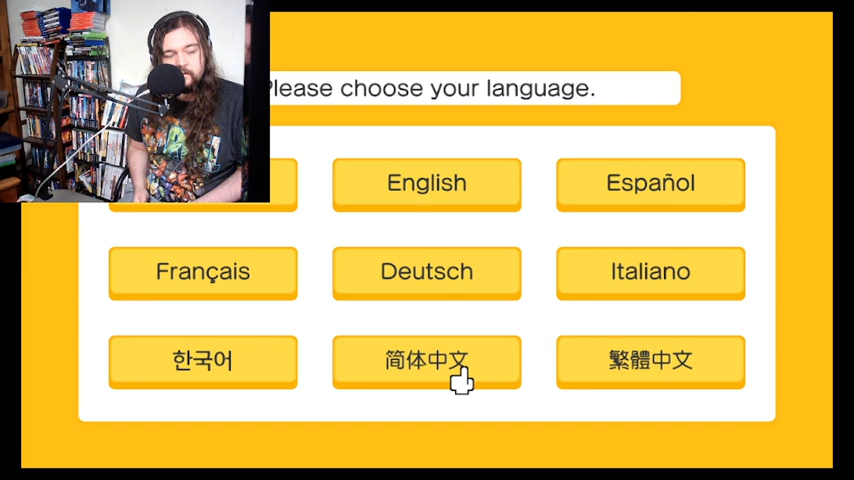 lease choose your language.
English
Español
Français
Deutsch
Italiano
한국어
简体中文
繁體中文